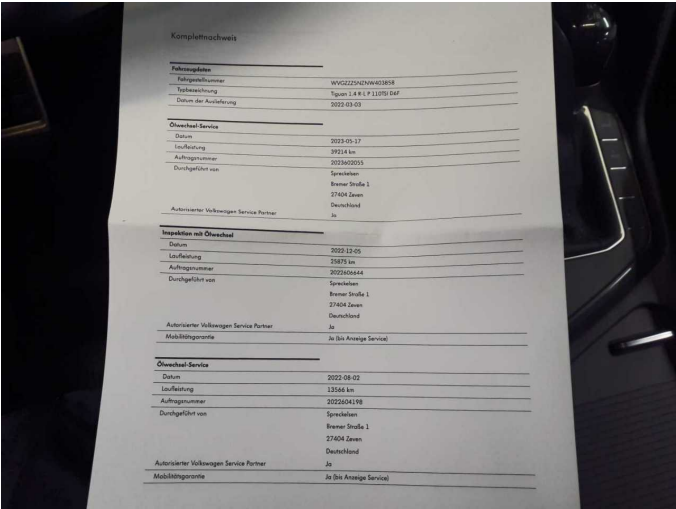 Komplettnachweis
Fahrzeugdaten
Fahrgestellnummer WVGZZZ5NZNW403858
Typbezeichnung Tiguan 1.4 R-L P 110TSI D6F
Datum der Auslieferung 2022-03-03
Ölwechsel-Service
Datum 2023-05-17
Laufleistung 39214 km
Auftragsnummer 2023602055
Durchgeführt von Spreckelsen
Bremer Straße 1
27404 Zeven
Deutschland
Autorisierter Volkswagen Service Partner Ja
Inspektion mit Ölwechsel
Datum 2022-12-05
Laufleistung 25875 km
Auftragsnummer 2022606644
Durchgeführt von Spreckelsen
Bremer Straße 1
27404 Zeven
Deutschland
Autorisierter Volkswagen Service Partner Ja
Mobilitätsgarantie Ja (bis Anzeige Service)
Ölwechsel-Service
Datum 2022-08-02
Laufleistung 13566 km
Auftragsnummer 2022604198
Durchgeführt von Spreckelsen
Bremer Straße 1
27404 Zeven
Deutschland
Autorisierter Volkswagen Service Partner Ja
Mobilitätsgarantie Ja (bis Anzeige Service)